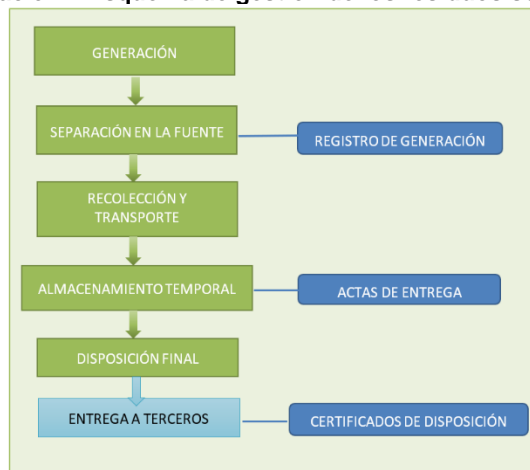 GENERACIÓN
SEPARACIÓN EN LA FUENTE
REGISTRO DE GENERACIÓN
RECOLECCIÓN Y
TRANSPORTE
ALMACENAMIENTO TEMPORAL
ACTAS DE ENTREGA
DISPOSICIÓN FINAL
ENTREGA A TERCEROS
CERTIFICADOS DE DISPOSICIÓN